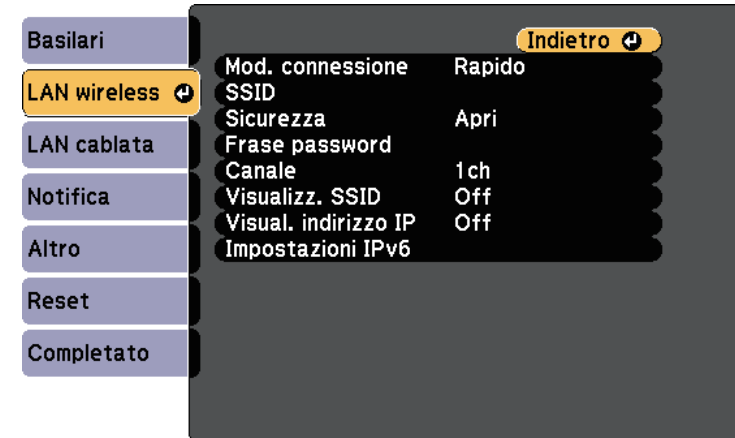 Basilari
LAN wireless
LAN cablata
Notifica
Altro
Reset
Completato
Indietro
Mod. connessione Rapido
SSID
Sicurezza Apri
Frase password
Canale 1ch
Visualizz. SSID Off
Visual. indirizzo IP Off
Impostazioni IPv6